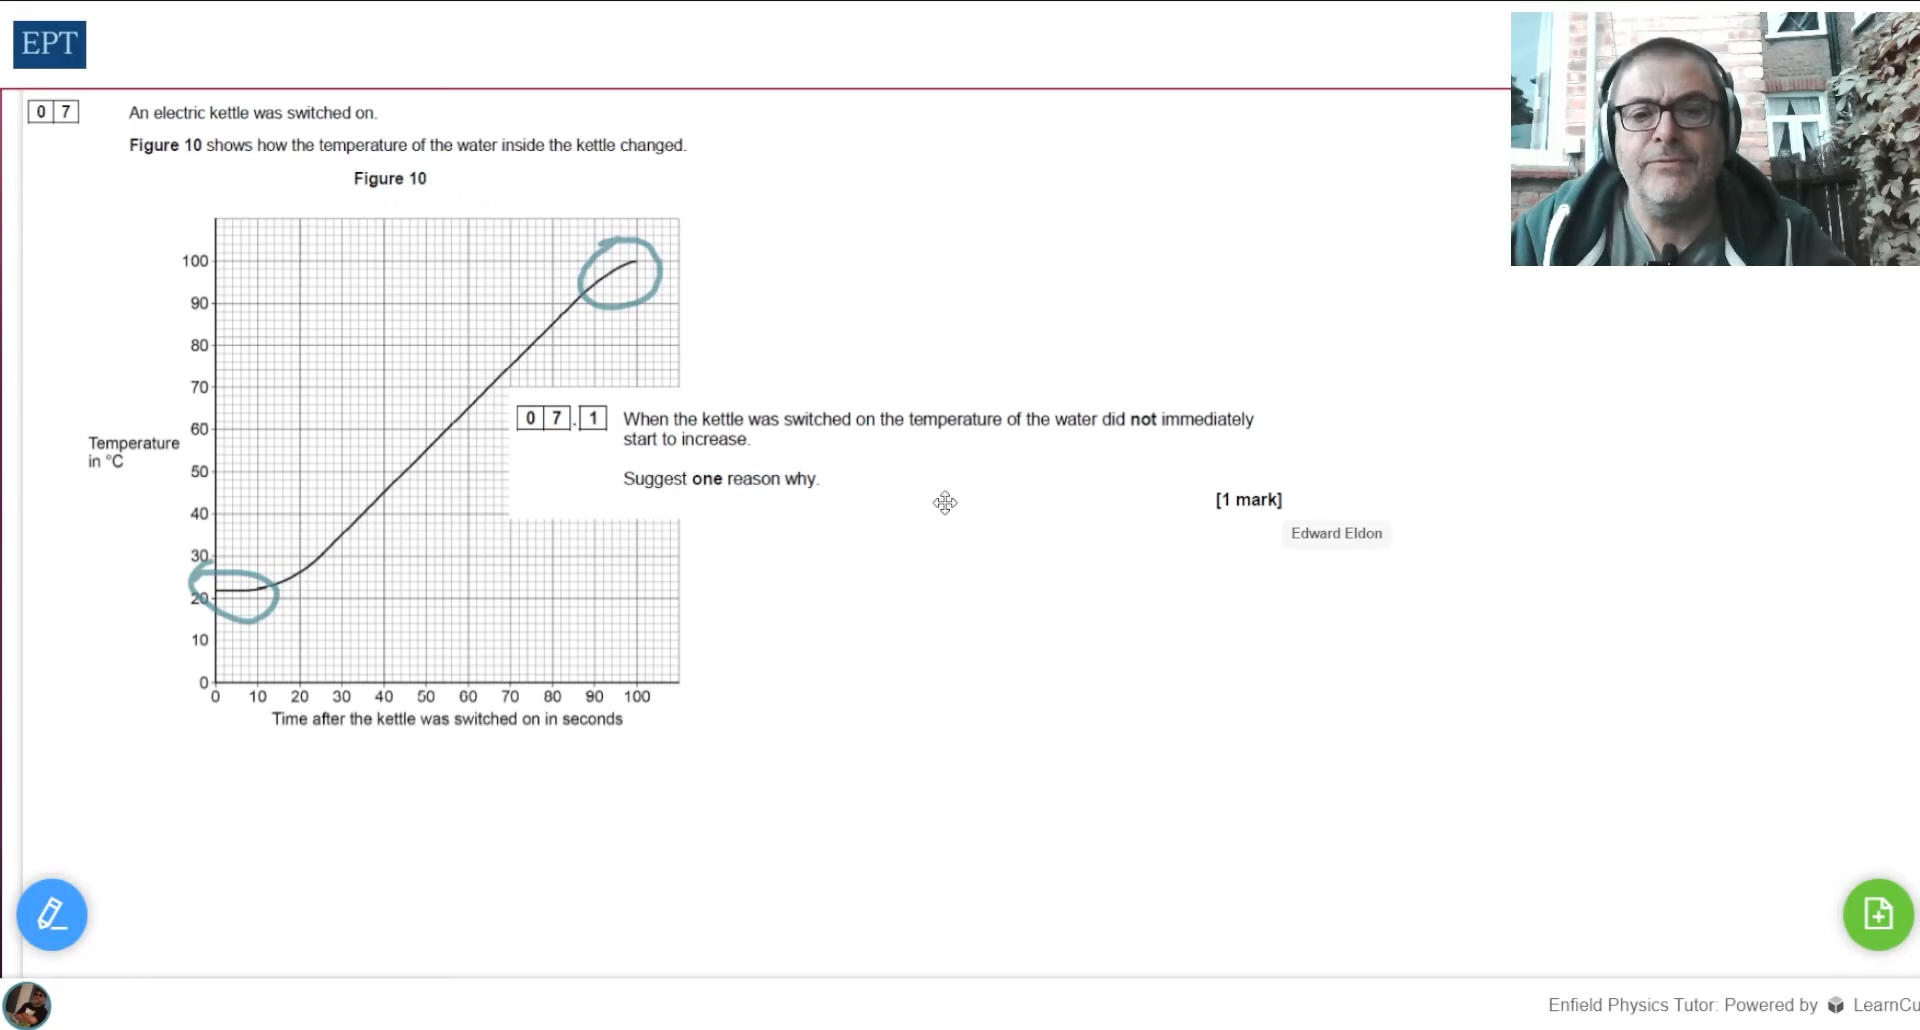 EPT
0 7 An electric kettle was switched on.
Figure 10 shows how the temperature of the water inside the kettle changed.
Figure 10
100
90
80
70
60
50
40
30
20
10
0
Temperature
in °C
0 10 20 30 40 50 60 70 80 90 100
Time after the kettle was switched on in seconds
0 7 . 1 When the kettle was switched on the temperature of the water did not immediately
start to increase.
Suggest one reason why.
[1 mark]
Edward Eldon
Enfield Physics Tutor: Powered by LearnCu